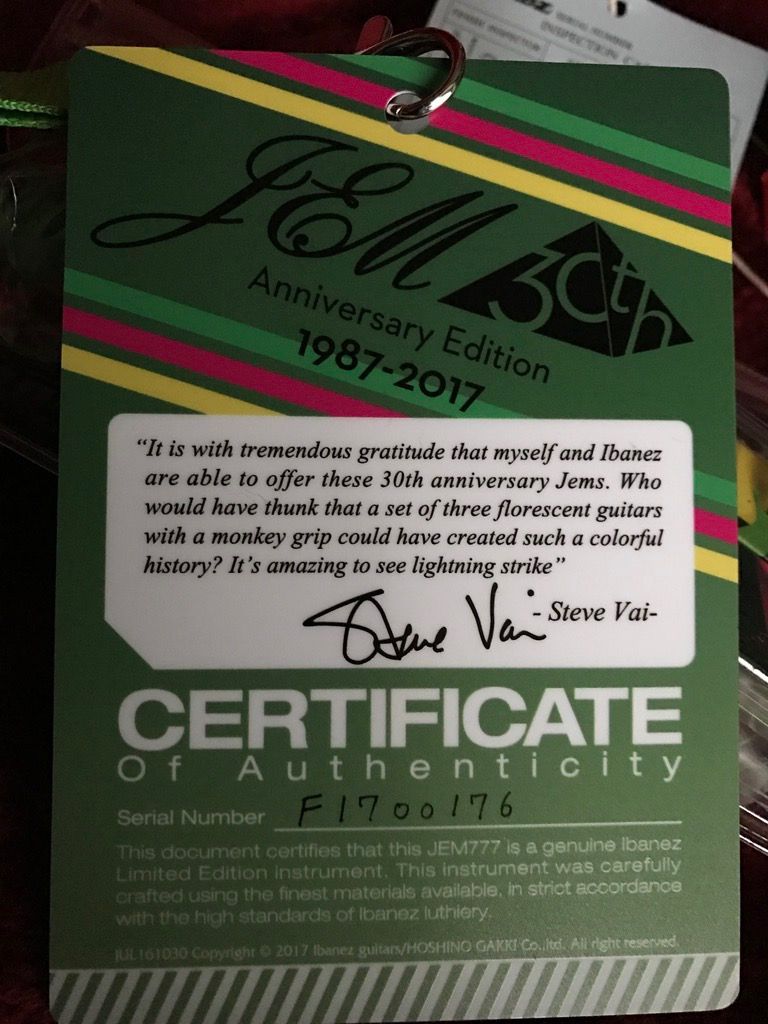 SERIAL NUMBER
INSPECTION
JEM 30th
Anniversary Edition
1987-2017
“It is with tremendous gratitude that myself and Ibanez
are able to offer these 30th anniversary Jems. Who
would have thunk that a set of three florescent guitars
with a monkey grip could have created such a colorful
history? It's amazing to see lightning strike”
Steve Vai - Steve Vai-
CERTIFICATE
Of Authenticity
Serial Number F1700176
This document certifies that this JEM777 is a genuine Ibanez
Limited Edition instrument. This instrument was carefully
crafted using the finest materials available, in strict accordance
with the high standards of Ibanez luthiery.
JUL161030 Copyright © 2017 Ibanez guitars/HOSHINO GAKKI Co.,ltd. All right reserved.